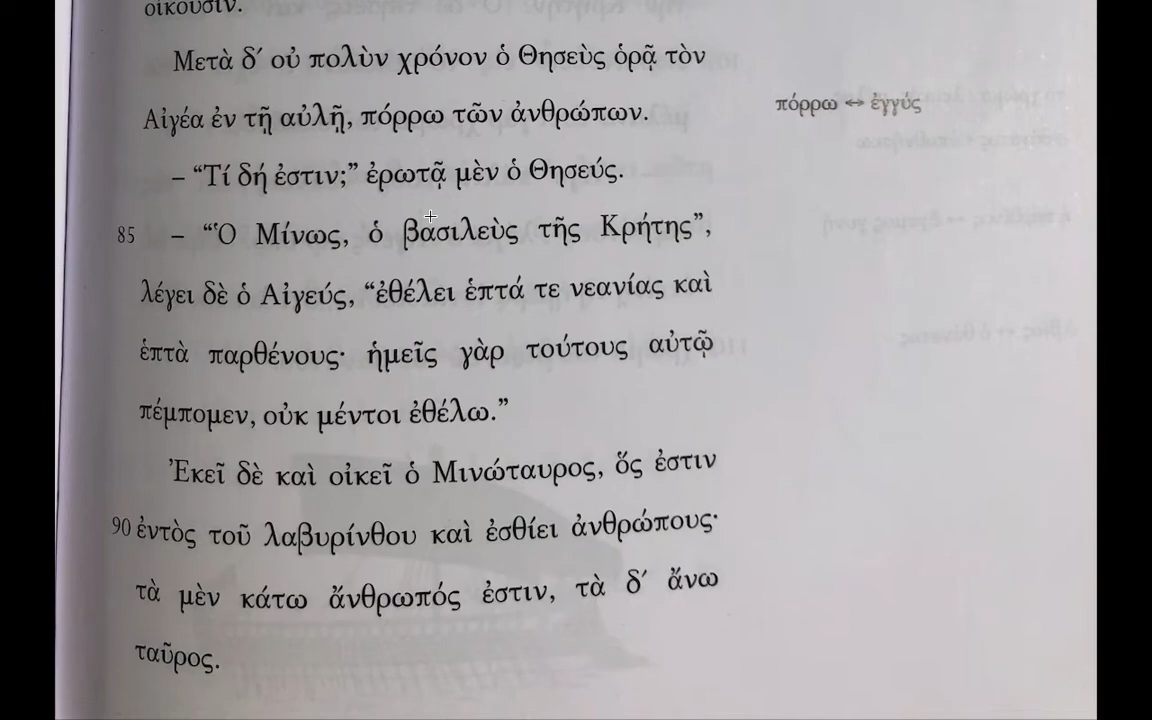 οἰκοῦσιν.
Μετὰ δ’ οὐ πολὺν χρόνον ὁ Θησεὺς ὁρᾷ τὸν
Αἰγέα ἐν τῇ αὐλῇ, πόρρω τῶν ἀνθρώπων.
πόρρω ↔ ἐγγύς
– “Τί δή ἐστιν;” ἐρωτᾷ μὲν ὁ Θησεύς.
85 – “Ὁ Μίνως, ὁ βασιλεὺς τῆς Κρήτης”,
λέγει δὲ ὁ Αἰγεύς, “ἐθέλει ἑπτά τε νεανίας καὶ
ἑπτὰ παρθένους· ἡμεῖς γὰρ τούτους αὐτῷ
πέμπομεν, οὐκ μέντοι ἐθέλω.”
Ἐκεῖ δὲ καὶ οἰκεῖ ὁ Μινώταυρος, ὅς ἐστιν
90 ἐντὸς τοῦ λαβυρίνθου καὶ ἐσθίει ἀνθρώπους·
τὰ μὲν κάτω ἄνθρωπός ἐστιν, τὰ δ’ ἄνω
ταῦρος.